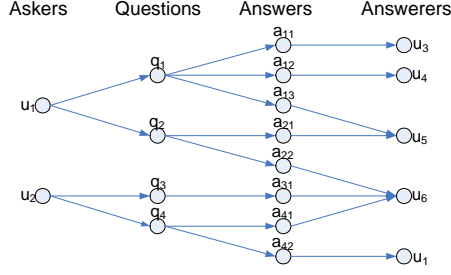 Askers Questions Answers Answerers
a11 u3
q1 a12 u4
a13
u1
q2 a21 u5
a22
u2 q3 a31 u6
q4 a41
a42 u1